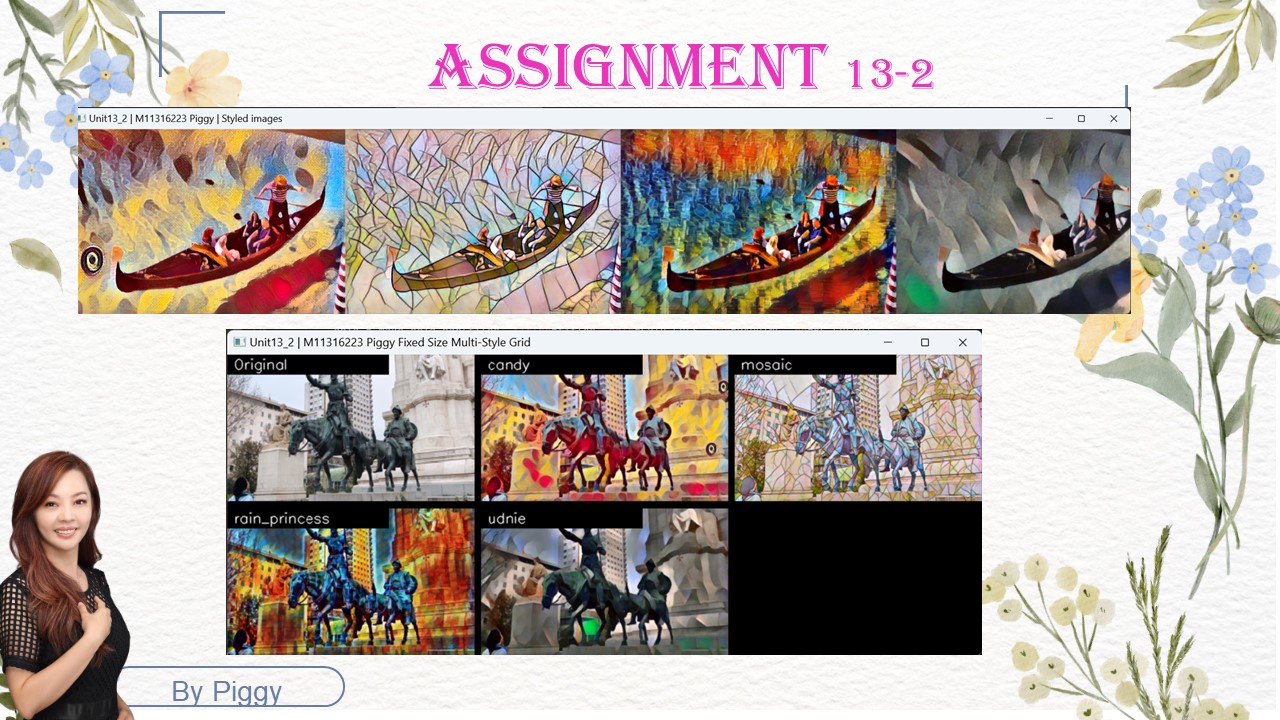 ASSIGNMENT 13-2
Unit13_2 | M11316223 Piggy | Styled images
Unit13_2 | M11316223 Piggy Fixed Size Multi-Style Grid
Original
candy
mosaic
rain_princess
udnie
By Piggy